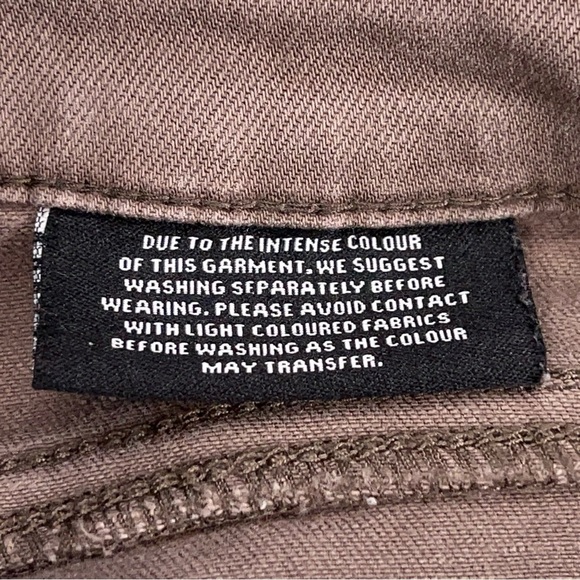 DUE TO THE INTENSE COLOUR
OF THIS GARMENT, WE SUGGEST
WASHING SEPARATELY BEFORE
WEARING. PLEASE AVOID CONTACT
WITH LIGHT COLOURED FABRICS
BEFORE WASHING AS THE COLOUR
MAY TRANSFER.